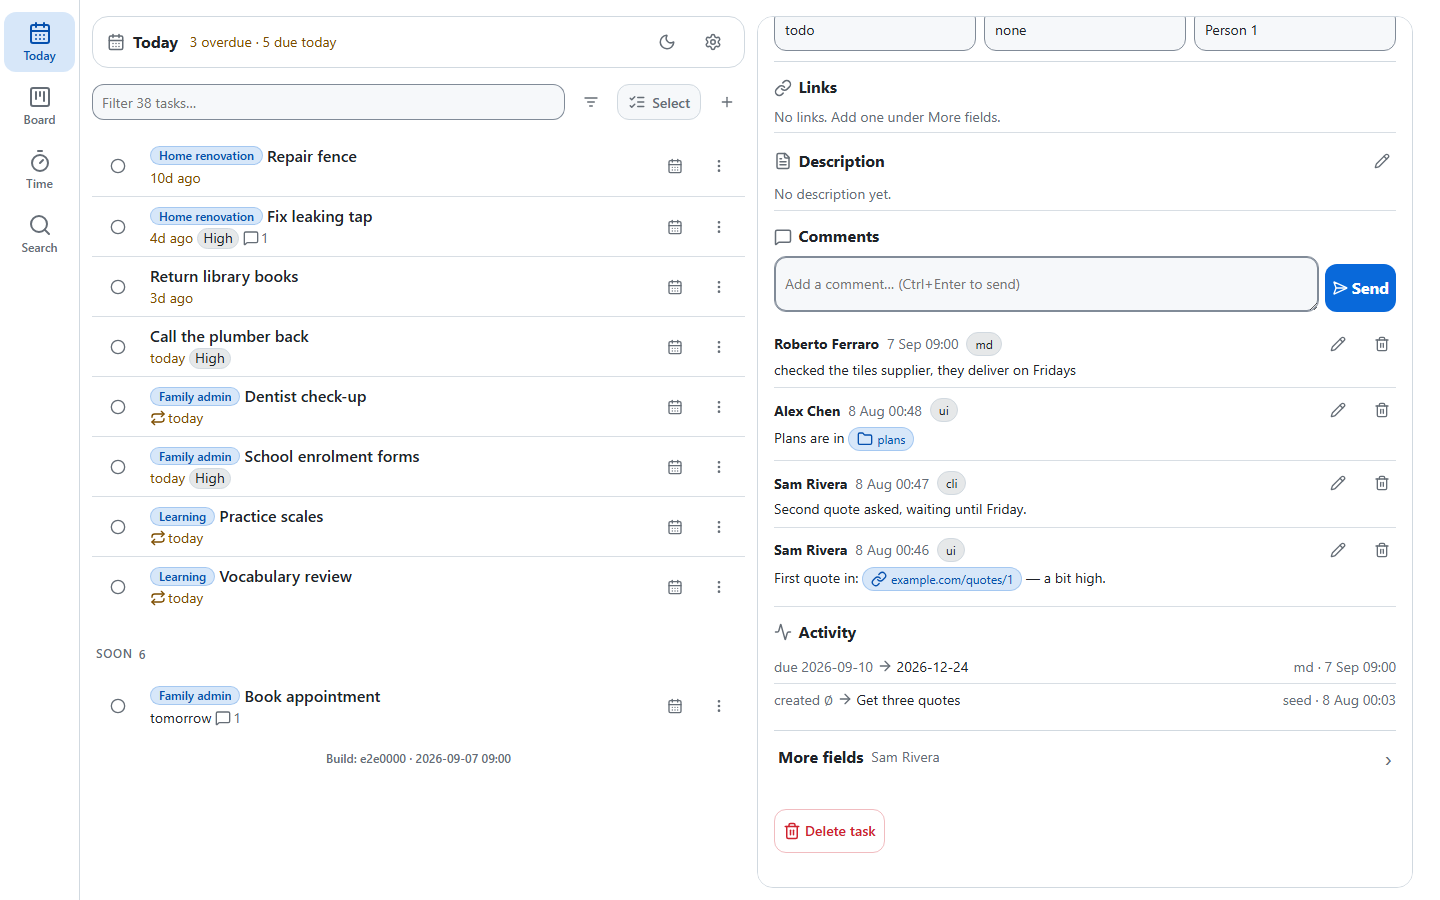 Today
Board
Time
Search
Today 3 overdue · 5 due today
Filter 38 tasks...
Select
Home renovation Repair fence
10d ago
Home renovation Fix leaking tap
4d ago High 1
Return library books
3d ago
Call the plumber back
today High
Family admin Dentist check-up
today
Family admin School enrolment forms
today High
Learning Practice scales
today
Learning Vocabulary review
today
SOON 6
Family admin Book appointment
tomorrow 1
Build: e2e0000 · 2026-09-07 09:00
todo none Person 1
Links
No links. Add one under More fields.
Description
No description yet.
Comments
Add a comment... (Ctrl+Enter to send)
Send
Roberto Ferraro 7 Sep 09:00 md
checked the tiles supplier, they deliver on Fridays
Alex Chen 8 Aug 00:48 ui
Plans are in plans
Sam Rivera 8 Aug 00:47 cli
Second quote asked, waiting until Friday.
Sam Rivera 8 Aug 00:46 ui
First quote in: example.com/quotes/1 — a bit high.
Activity
due 2026-09-10 → 2026-12-24 md · 7 Sep 09:00
created ∅ → Get three quotes seed · 8 Aug 00:03
More fields Sam Rivera
Delete task